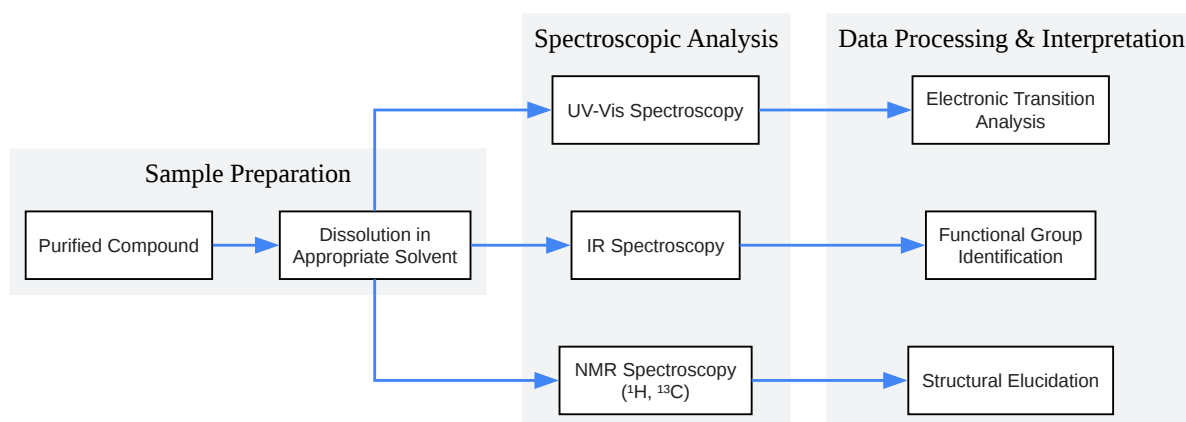 Spectroscopic Analysis
Data Processing & Interpretation
UV-Vis Spectroscopy
Electronic Transition
Analysis
Sample Preparation
Purified Compound
Dissolution in
Appropriate Solvent
IR Spectroscopy
Functional Group
Identification
NMR Spectroscopy
(¹H, ¹³C)
Structural Elucidation